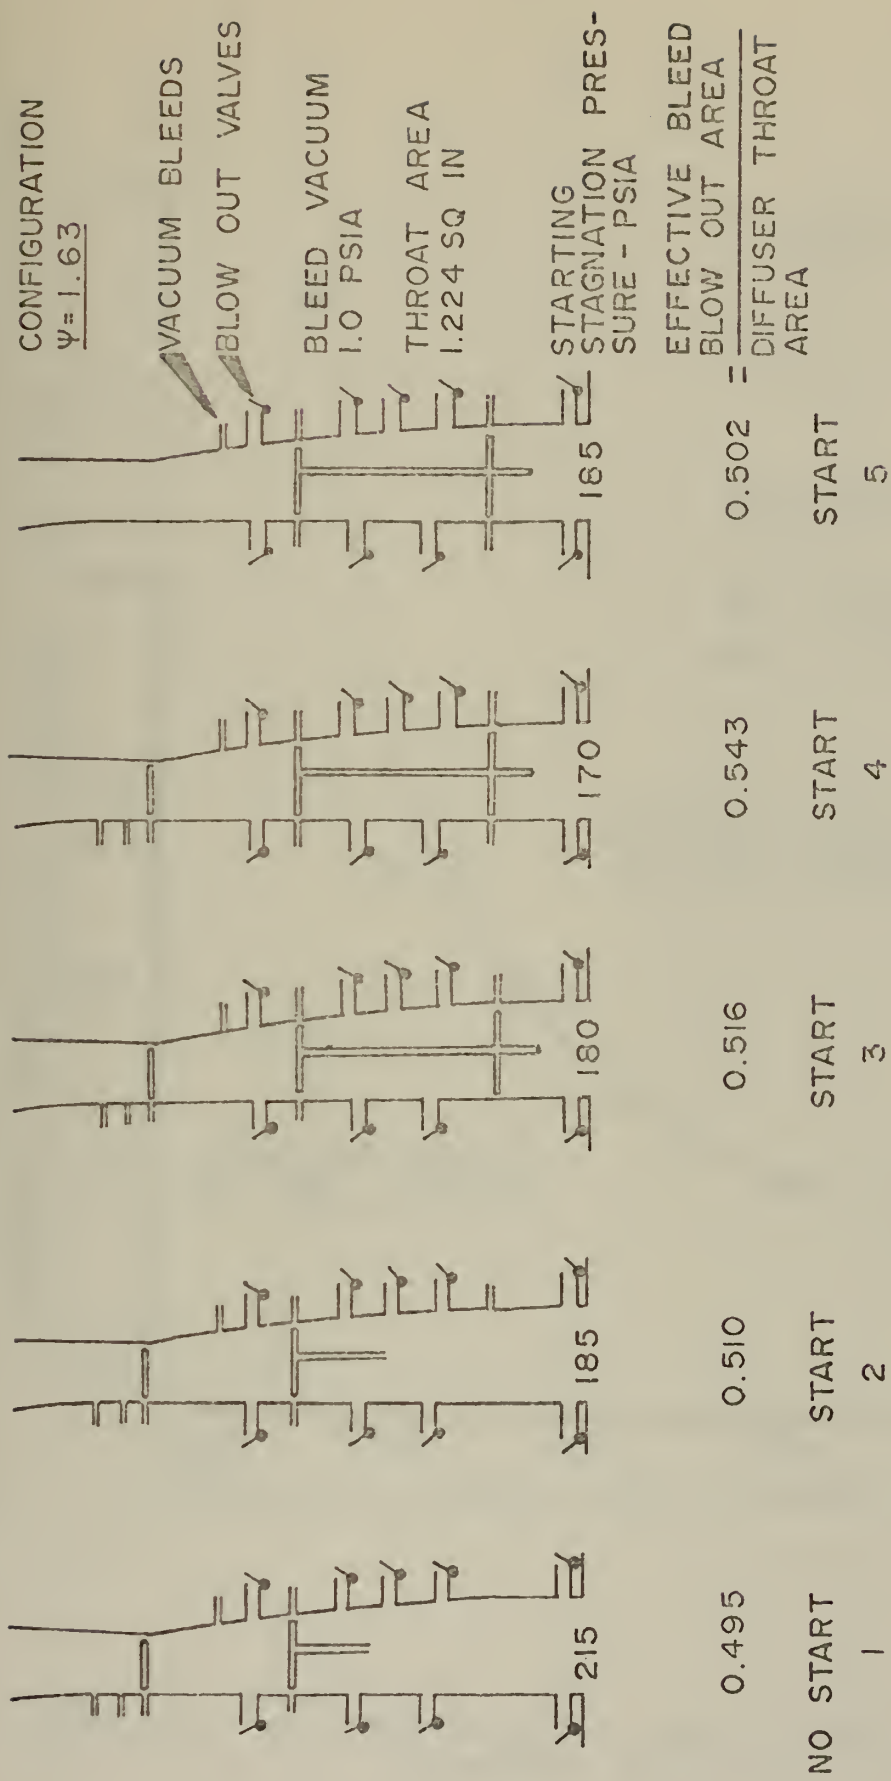 CONFIGURATION
Ψ=1.63
VACUUM BLEEDS
BLOW OUT VALVES
BLEED VACUUM
1.0 PSIA
THROAT AREA
1.224 SQ IN
STARTING
STAGNATION PRES-
SURE - PSIA
EFFECTIVE BLEED
BLOW OUT AREA
=
DIFFUSER THROAT
AREA
215 185 180 170 185
0.495 0.510 0.516 0.543 0.502
NO START START START START START
1 2 3 4 5